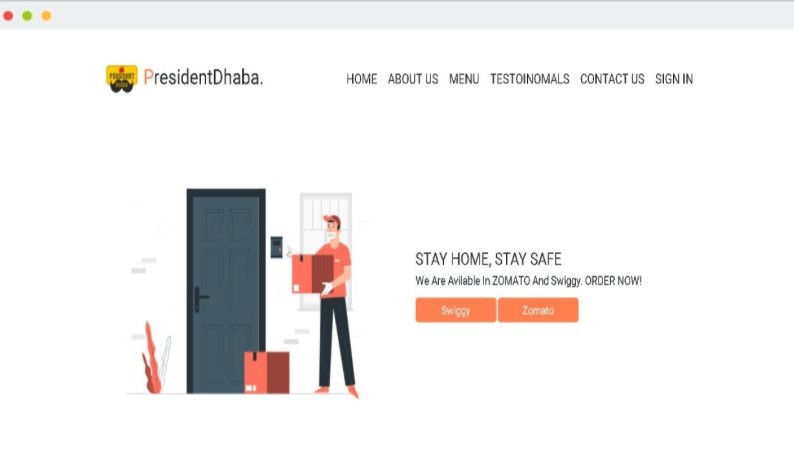 PRESIDENT
DHABA
PresidentDhaba.
HOME ABOUT US MENU TESTOINOMALS CONTACT US SIGN IN
STAY HOME, STAY SAFE
We Are Avilable In ZOMATO And Swiggy. ORDER NOW!
Swiggy Zomato